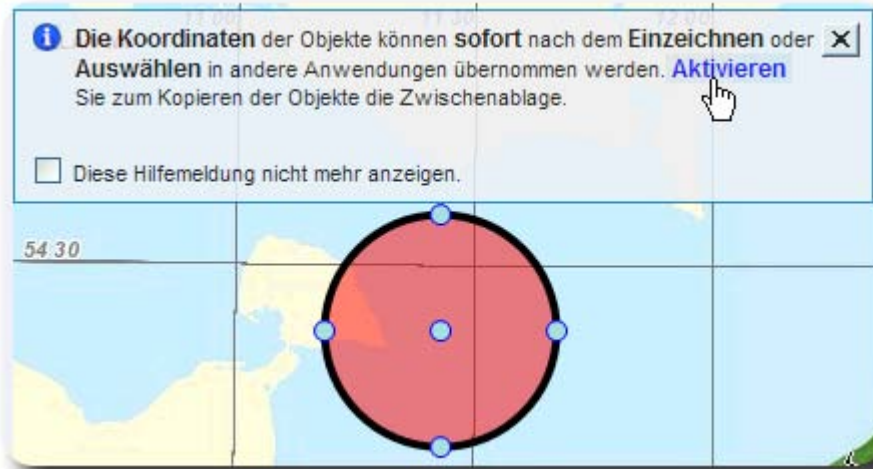 11 00 11 30 12 00
Die Koordinaten der Objekte können sofort nach dem Einzeichnen oder
Auswählen in andere Anwendungen übernommen werden. Aktivieren
Sie zum Kopieren der Objekte die Zwischenablage.
Diese Hilfemeldung nicht mehr anzeigen.
54 30